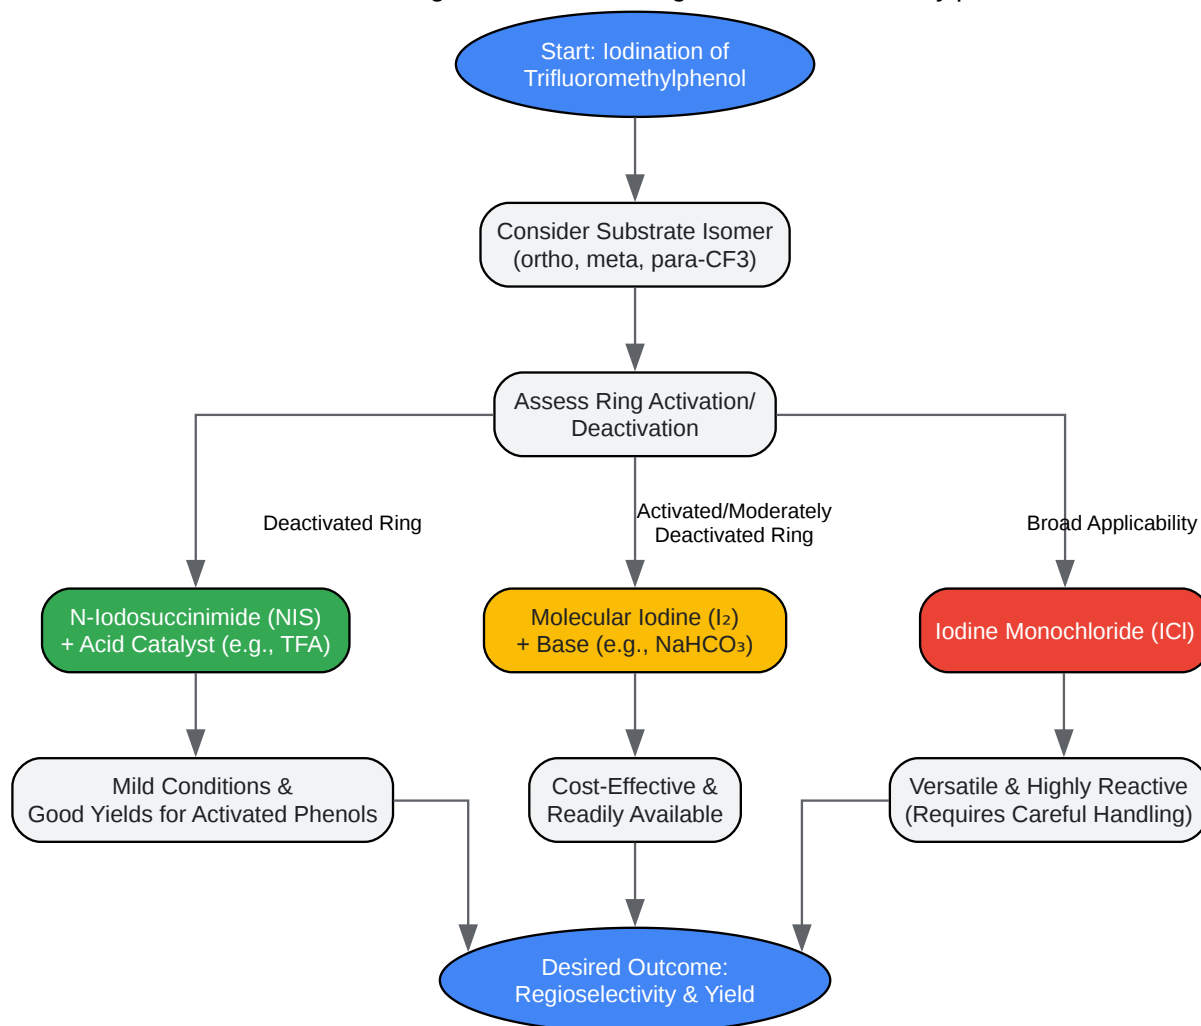 Start: Iodination of
Trifluoromethylphenol
Consider Substrate Isomer
(ortho, meta, para-CF3)
Assess Ring Activation/
Deactivation
Deactivated Ring
Activated/Moderately
Deactivated Ring
Broad Applicability
N-Iodosuccinimide (NIS)
+ Acid Catalyst (e.g., TFA)
Molecular Iodine (I₂)
+ Base (e.g., NaHCO₃)
Iodine Monochloride (ICl)
Mild Conditions &
Good Yields for Activated Phenols
Cost-Effective &
Readily Available
Versatile & Highly Reactive
(Requires Careful Handling)
Desired Outcome:
Regioselectivity & Yield